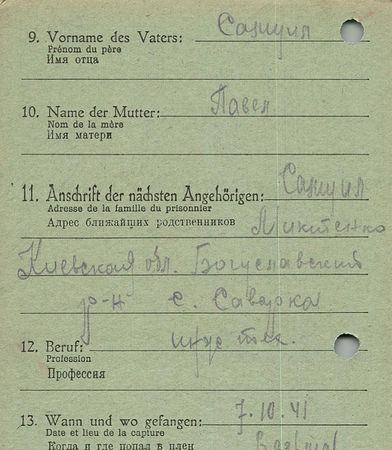 9. Vorname des Vaters: Самуил
Prénom du père
Имя отца
10. Name der Mutter: Павел
Nom de la mère
Имя матери
11. Anschrift der nächsten Angehörigen: Самуил
Adresse de la famille du prisonnier
Адрес ближайших родственников Микитенко
Киевская обл. Богуславский
р-н с. Саварка
12. Beruf:
Profession
Профессия
13. Wann und wo gefangen: 7.10.41
Date et lieu de la capture
Когда и где попал в плен